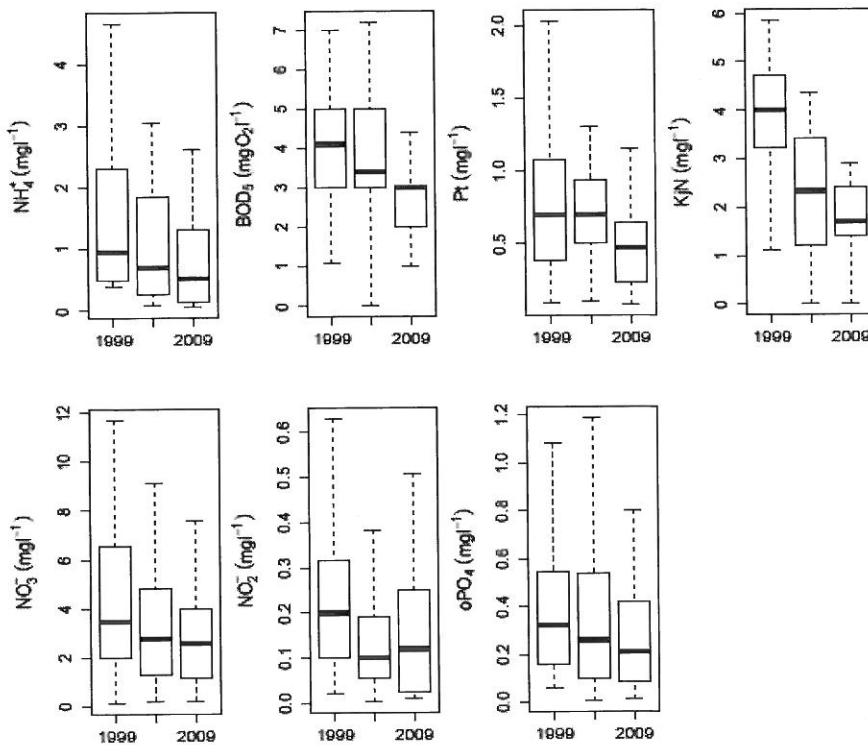 NH₄⁺ (mgl⁻¹)
0 1 2 3 4
1999 2009
BOD₅ (mgO₂l⁻¹)
0 1 2 3 4 5 6 7
1999 2009
Pt (mgl⁻¹)
0.5 1.0 1.5 2.0
1999 2009
KjN (mgl⁻¹)
0 1 2 3 4 5 6
1999 2009
NO₃⁻ (mgl⁻¹)
0 2 4 6 8 10 12
1999 2009
NO₂⁻ (mgl⁻¹)
0.0 0.1 0.2 0.3 0.4 0.5 0.6
1999 2009
oPO₄ (mgl⁻¹)
0.0 0.2 0.4 0.6 0.8 1.0 1.2
1999 2009